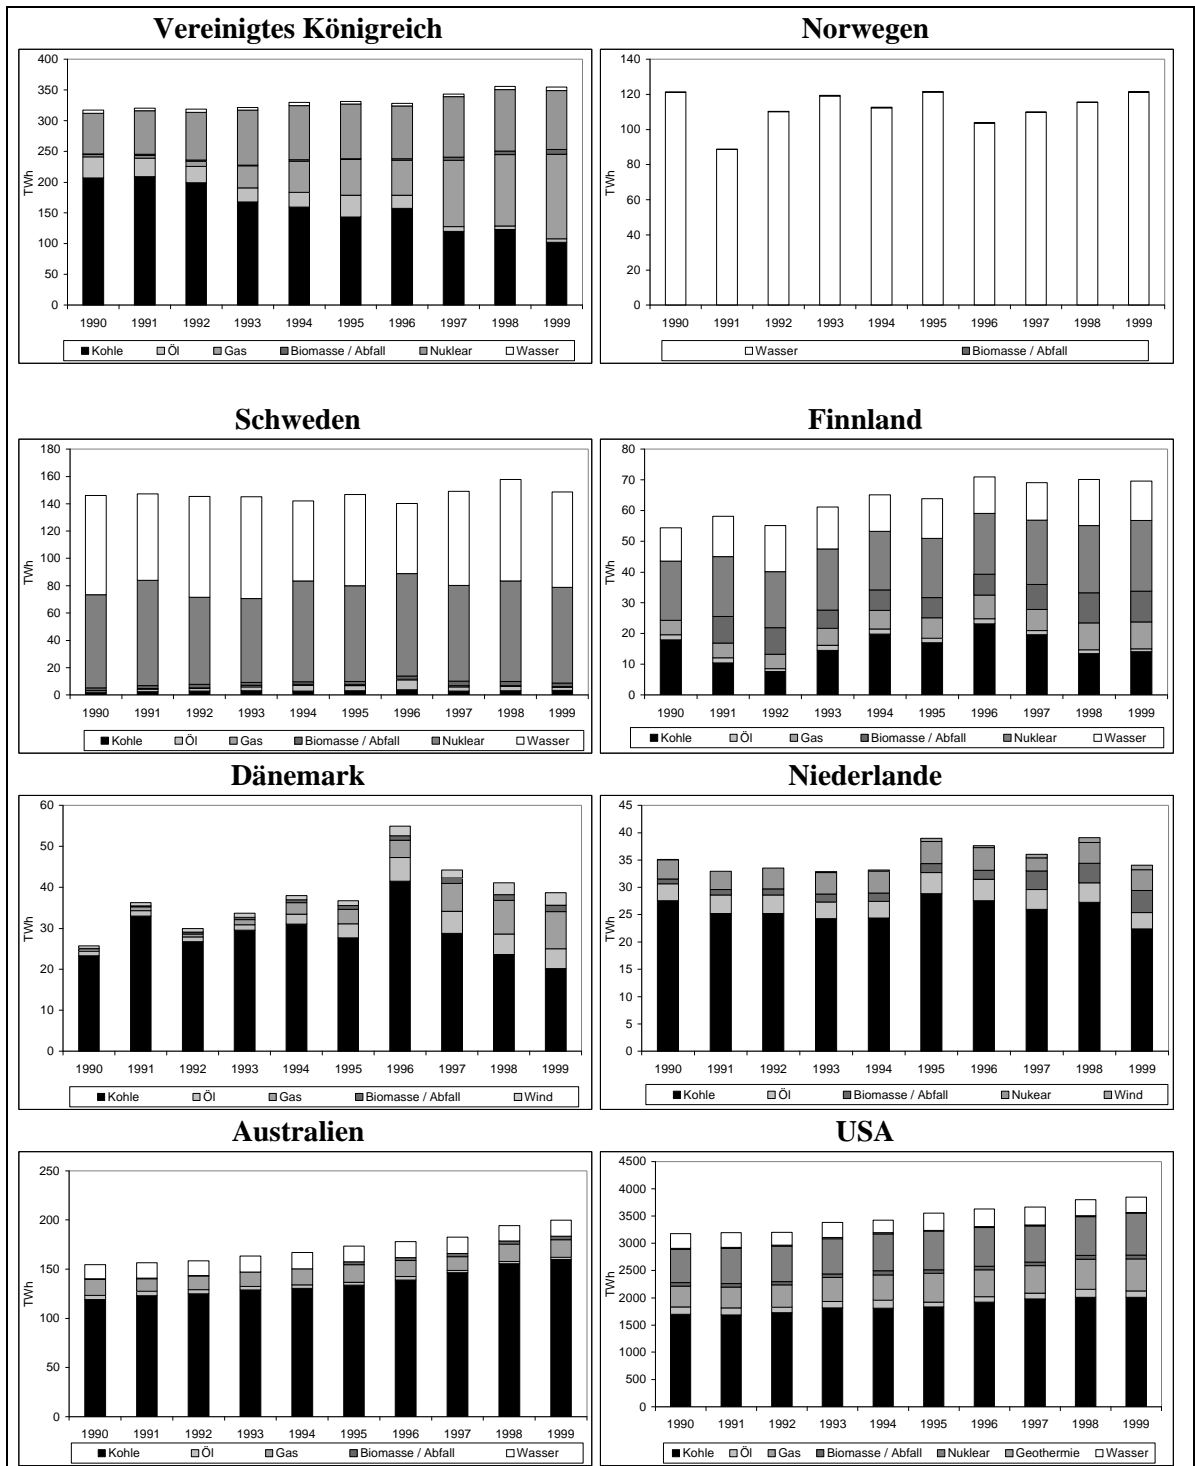 Vereinigtes Königreich
400
350
300
250
200
150
100
50
0
TWh
1990 1991 1992 1993 1994 1995 1996 1997 1998 1999
Kohle Öl Gas Biomasse / Abfall Nuklear Wasser
Norwegen
140
120
100
80
60
40
20
0
TWh
1990 1991 1992 1993 1994 1995 1996 1997 1998 1999
Wasser Biomasse / Abfall
Schweden
180
160
140
120
100
80
60
40
20
0
TWh
1990 1991 1992 1993 1994 1995 1996 1997 1998 1999
Kohle Öl Gas Biomasse / Abfall Nuklear Wasser
Finnland
80
70
60
50
40
30
20
10
0
TWh
1990 1991 1992 1993 1994 1995 1996 1997 1998 1999
Kohle Öl Gas Biomasse / Abfall Nuklear Wasser
Dänemark
60
50
40
30
20
10
0
TWh
1990 1991 1992 1993 1994 1995 1996 1997 1998 1999
Kohle Öl Gas Biomasse / Abfall Wind
Niederlande
45
40
35
30
25
20
15
10
5
0
TWh
1990 1991 1992 1993 1994 1995 1996 1997 1998 1999
Kohle Öl Biomasse / Abfall Nukear Wind
Australien
250
200
150
100
50
0
TWh
1990 1991 1992 1993 1994 1995 1996 1997 1998 1999
Kohle Öl Gas Biomasse / Abfall Wasser
USA
4500
4000
3500
3000
2500
2000
1500
1000
500
0
TWh
1990 1991 1992 1993 1994 1995 1996 1997 1998 1999
Kohle Öl Gas Biomasse / Abfall Nuklear Geothermie Wasser